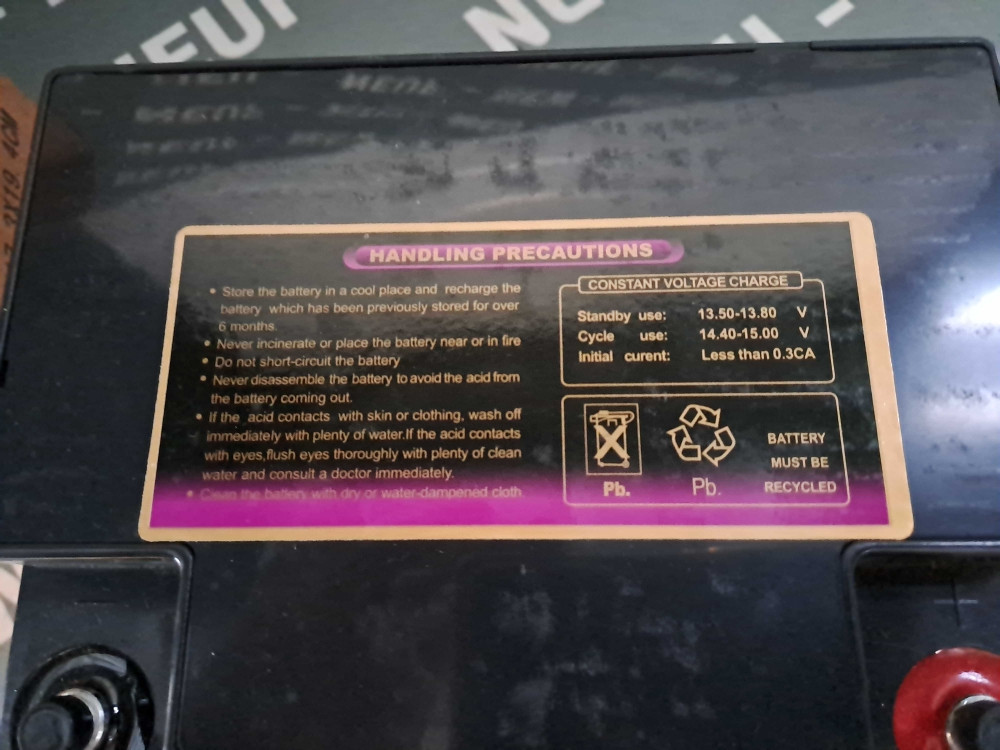 HANDLING PRECAUTIONS
• Store the battery in a cool place and recharge the
battery which has been previously stored for over
6 months.
• Never incinerate or place the battery near or in fire
• Do not short-circuit the battery
• Never disassemble the battery to avoid the acid from
the battery coming out.
• If the acid contacts with skin or clothing, wash off
immediately with plenty of water.If the acid contacts
with eyes,flush eyes thoroughly with plenty of clean
water and consult a doctor immediately.
• Clean the battery with dry or water-dampened cloth
CONSTANT VOLTAGE CHARGE
Standby use: 13.50-13.80 V
Cycle use: 14.40-15.00 V
Initial curent: Less than 0.3CA
Pb.
Pb.
BATTERY
MUST BE
RECYCLED